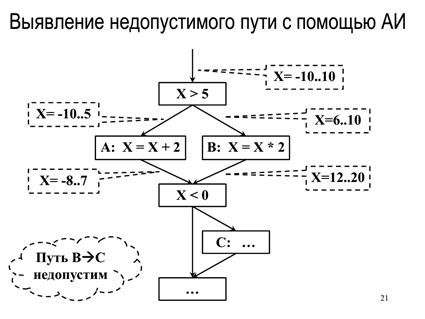 Выявление недопустимого пути с помощью АИ
X= -10..10
X > 5
X= -10..5
X=6..10
A: X = X + 2
B: X = X * 2
X= -8..7
X=12..20
X < 0
C: ...
Путь B→C
недопустим
...
21